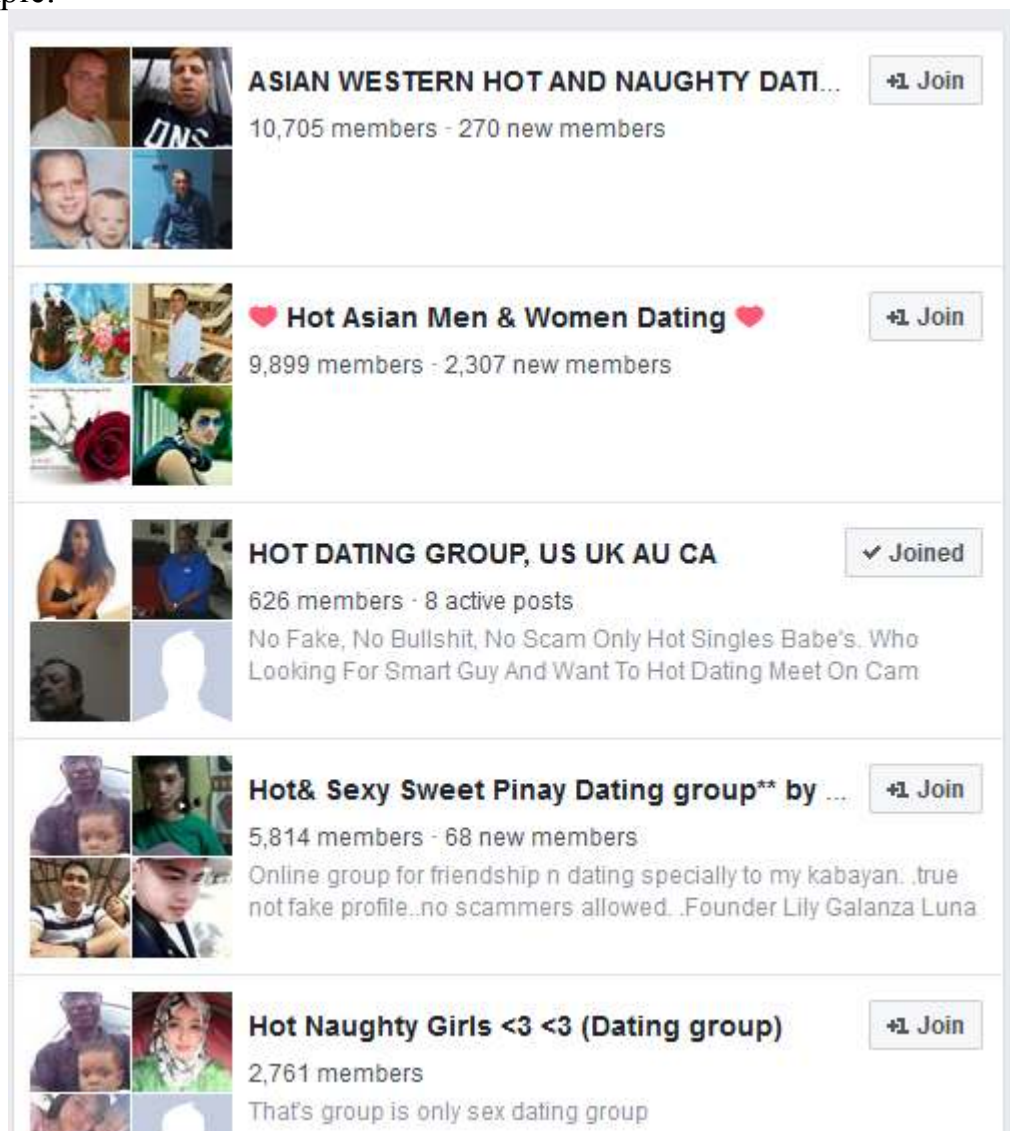 ASIAN WESTERN HOT AND NAUGHTY DATI...
+1 Join
10,705 members · 270 new members
Hot Asian Men & Women Dating
+1 Join
9,899 members · 2,307 new members
HOT DATING GROUP, US UK AU CA
✓ Joined
626 members · 8 active posts
No Fake, No Bullshit, No Scam Only Hot Singles Babe's. Who
Looking For Smart Guy And Want To Hot Dating Meet On Cam
Hot& Sexy Sweet Pinay Dating group** by ...
+1 Join
5,814 members · 68 new members
Online group for friendship n dating specially to my kabayan. .true
not fake profile..no scammers allowed. .Founder Lily Galanza Luna
Hot Naughty Girls <3 <3 (Dating group)
+1 Join
2,761 members
That's group is only sex dating group